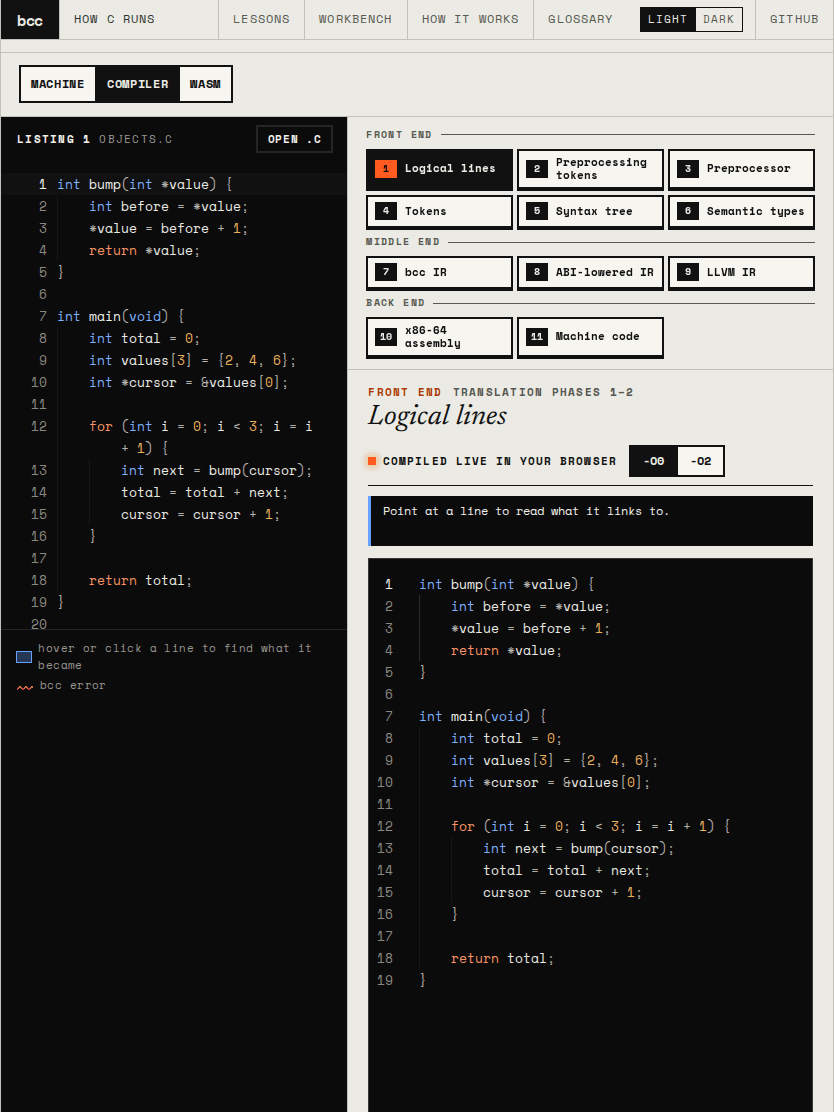 bcc HOW C RUNS LESSONS WORKBENCH HOW IT WORKS GLOSSARY LIGHT DARK GITHUB
MACHINE COMPILER WASM
LISTING 1 OBJECTS.C OPEN .C
1 int bump(int *value) {
2 int before = *value;
3 *value = before + 1;
4 return *value;
5 }
6
7 int main(void) {
8 int total = 0;
9 int values[3] = {2, 4, 6};
10 int *cursor = &values[0];
11
12 for (int i = 0; i < 3; i = i
+ 1) {
13 int next = bump(cursor);
14 total = total + next;
15 cursor = cursor + 1;
16 }
17
18 return total;
19 }
20
hover or click a line to find what it
became
bcc error
FRONT END
1 Logical lines
2 Preprocessing
tokens
3 Preprocessor
4 Tokens
5 Syntax tree
6 Semantic types
MIDDLE END
7 bcc IR
8 ABI-lowered IR
9 LLVM IR
BACK END
10 x86-64
assembly
11 Machine code
FRONT END TRANSLATION PHASES 1–2
Logical lines
COMPILED LIVE IN YOUR BROWSER -O0 -O2
Point at a line to read what it links to.
1 int bump(int *value) {
2 int before = *value;
3 *value = before + 1;
4 return *value;
5 }
6
7 int main(void) {
8 int total = 0;
9 int values[3] = {2, 4, 6};
10 int *cursor = &values[0];
11
12 for (int i = 0; i < 3; i = i + 1) {
13 int next = bump(cursor);
14 total = total + next;
15 cursor = cursor + 1;
16 }
17
18 return total;
19 }